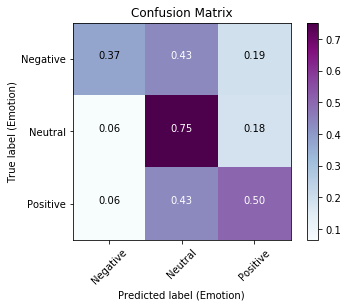 Confusion Matrix
True label (Emotion)
Negative 0.37 0.43 0.19
Neutral 0.06 0.75 0.18
Positive 0.06 0.43 0.50
Negative Neutral Positive
Predicted label (Emotion)
0.7
0.6
0.5
0.4
0.3
0.2
0.1